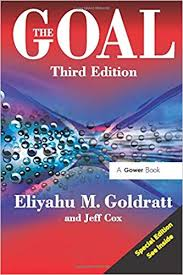 THE
GOAL
Third Edition
A Gower Book
Eliyahu M. Goldratt
and Jeff Cox
Special Edition
See Inside